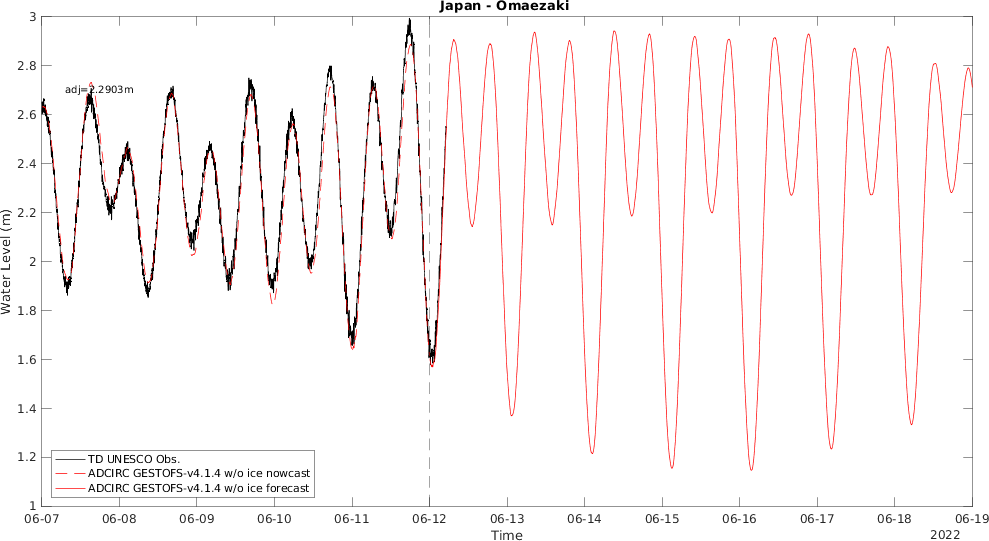 Japan - Omaezaki
3
2.8
2.6
2.4
2.2
2
1.8
1.6
1.4
1.2
1
Water Level (m)
adj=2.2903m
TD UNESCO Obs.
ADCIRC GESTOFS-v4.1.4 w/o ice nowcast
ADCIRC GESTOFS-v4.1.4 w/o ice forecast
06-07 06-08 06-09 06-10 06-11 06-12 06-13 06-14 06-15 06-16 06-17 06-18 06-19
Time
2022